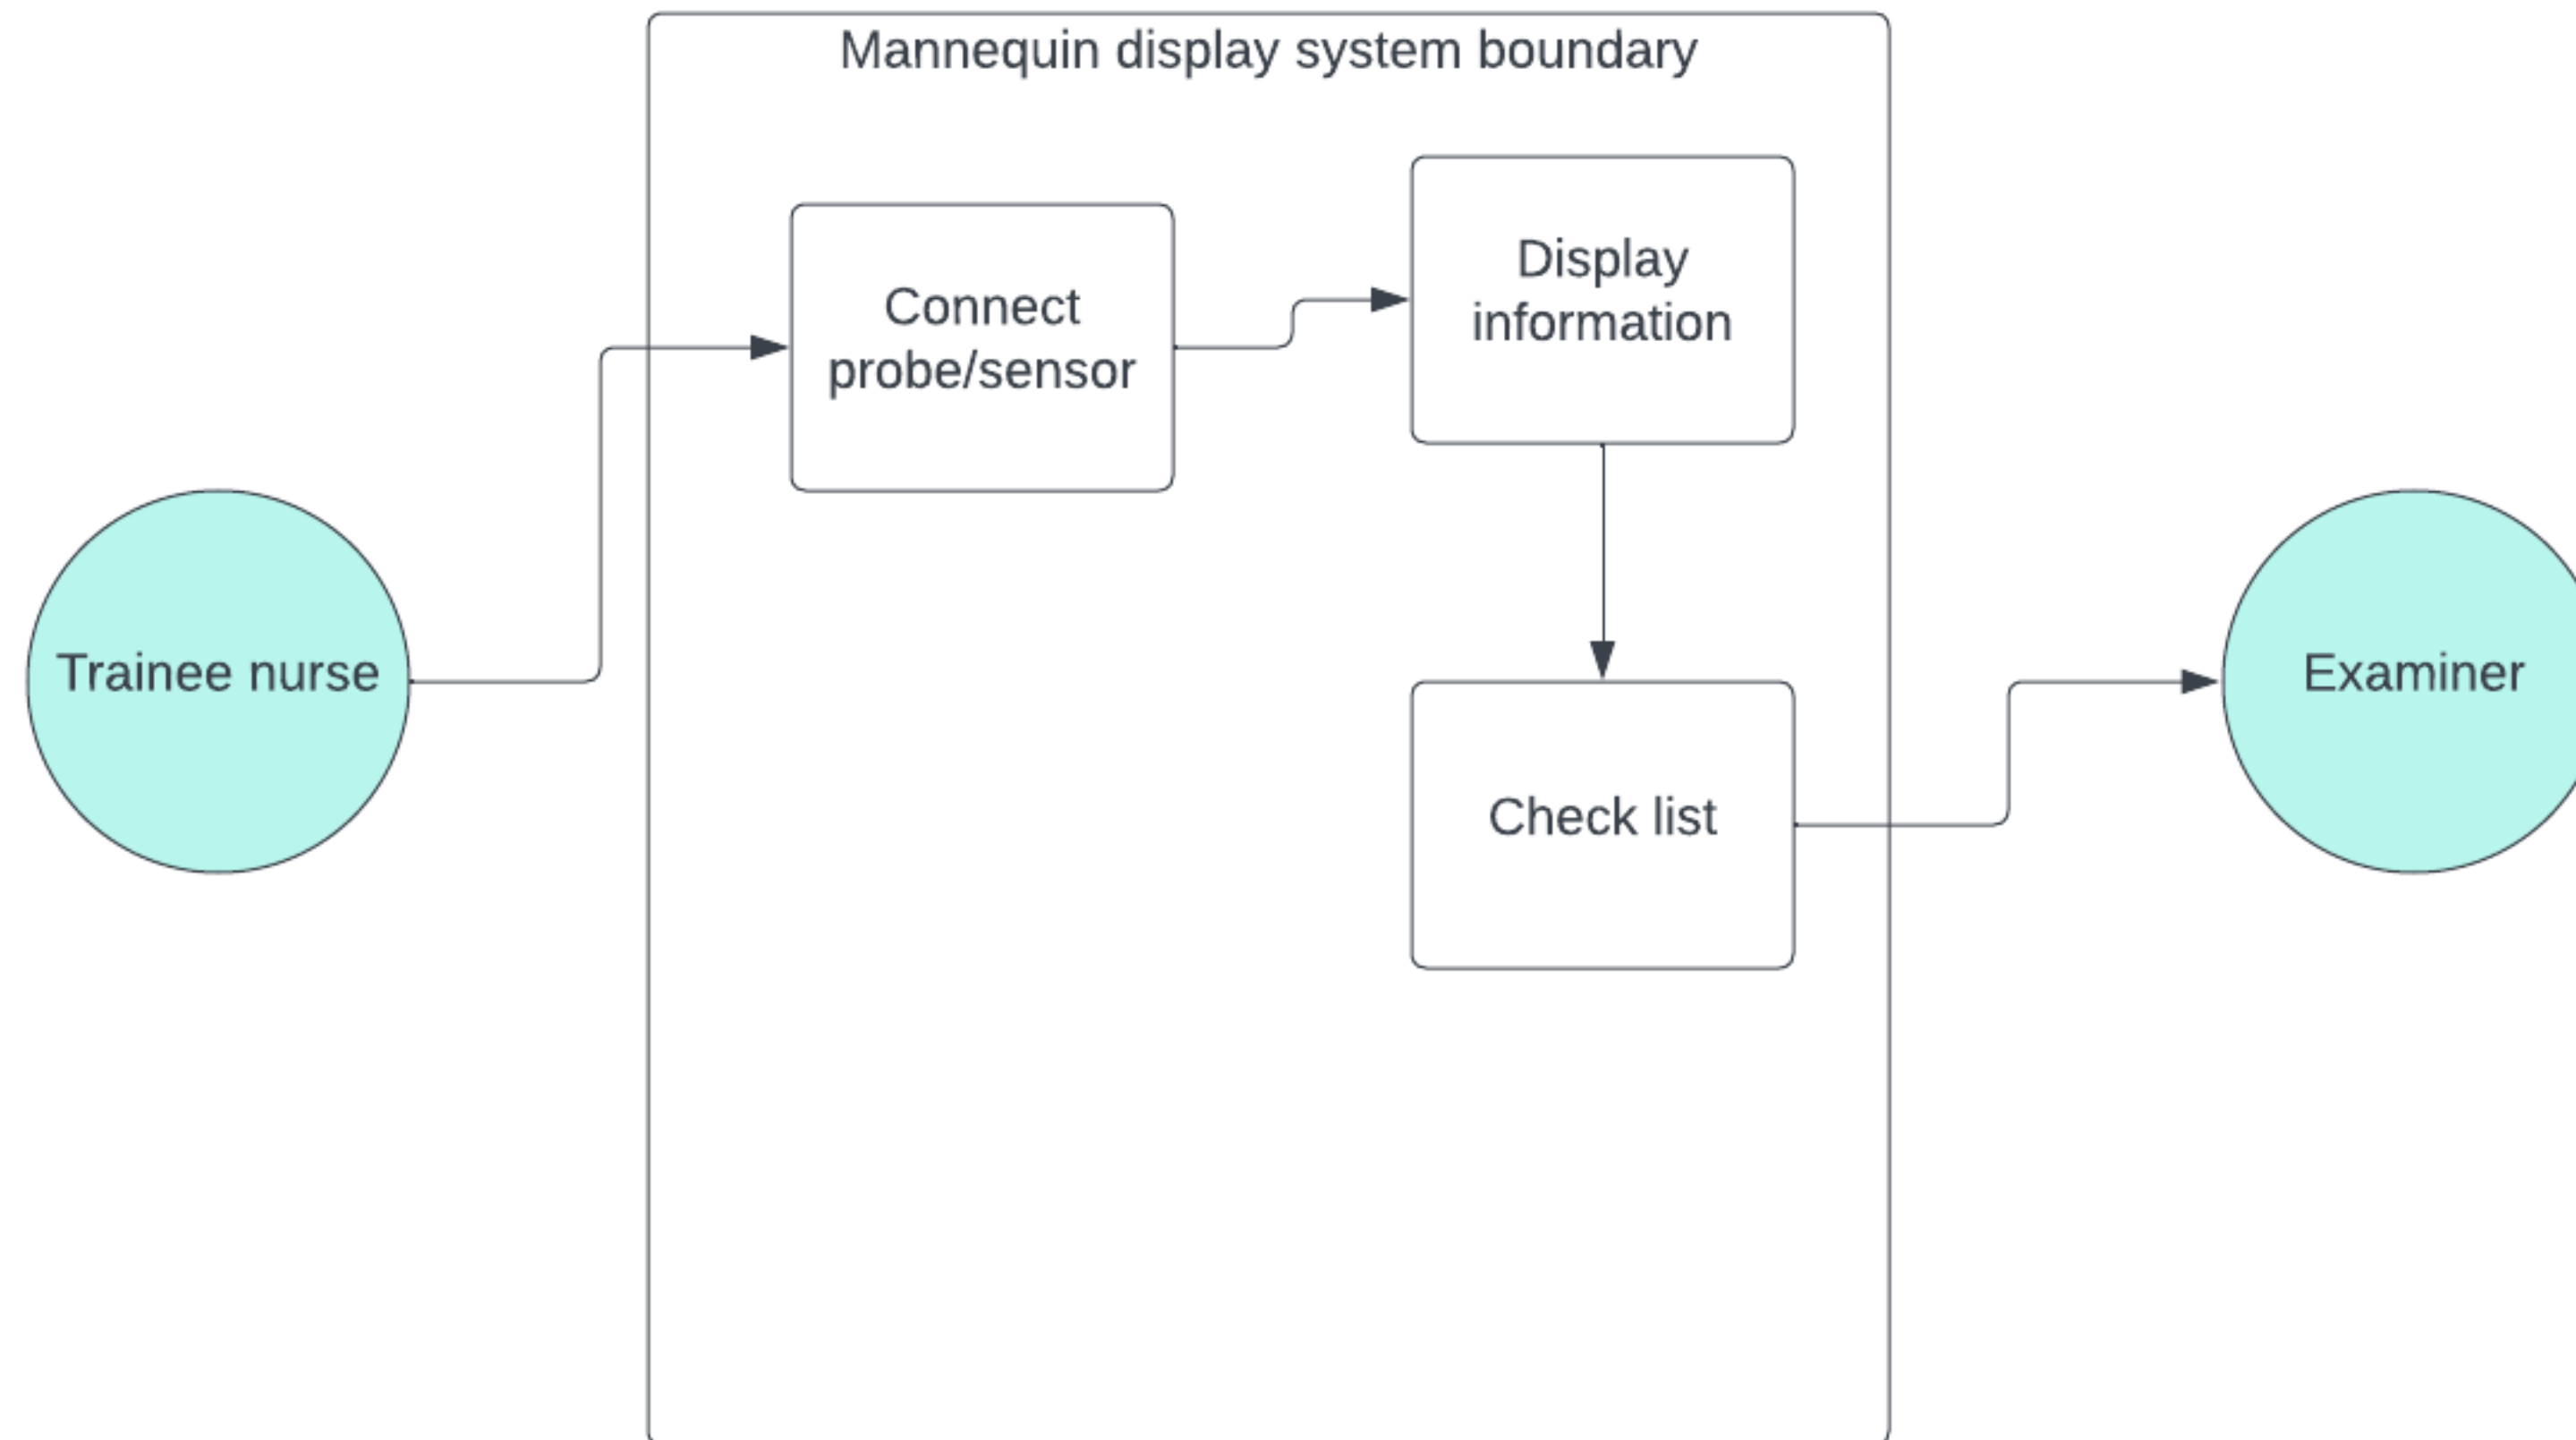 Mannequin display system boundary
Connect
probe/sensor
Display
information
Trainee nurse
Check list
Examiner